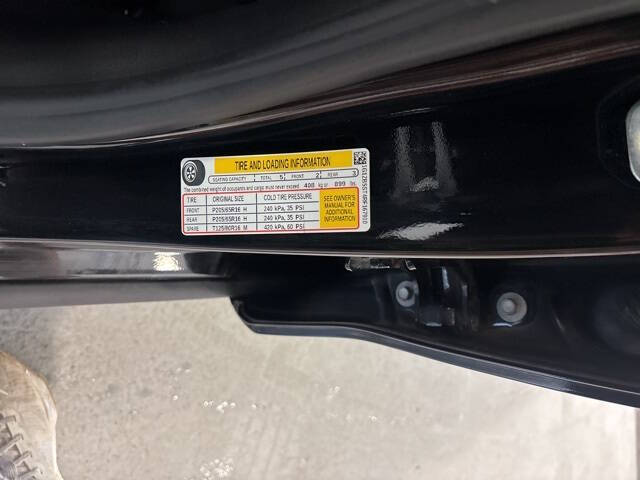 TIRE AND LOADING INFORMATION
SEATING CAPACITY TOTAL 5 FRONT 2 REAR 3
The combined weight of occupants and cargo must never exceed 408 kg or 899 lbs.
TIRE ORIGINAL SIZE COLD TIRE PRESSURE
FRONT P205/65R16 H 240 kPa, 35 PSI
REAR P205/65R16 H 240 kPa, 35 PSI
SPARE T125/80R16 M 420 kPa, 60 PSI
SEE OWNER'S
MANUAL FOR
ADDITIONAL
INFORMATION